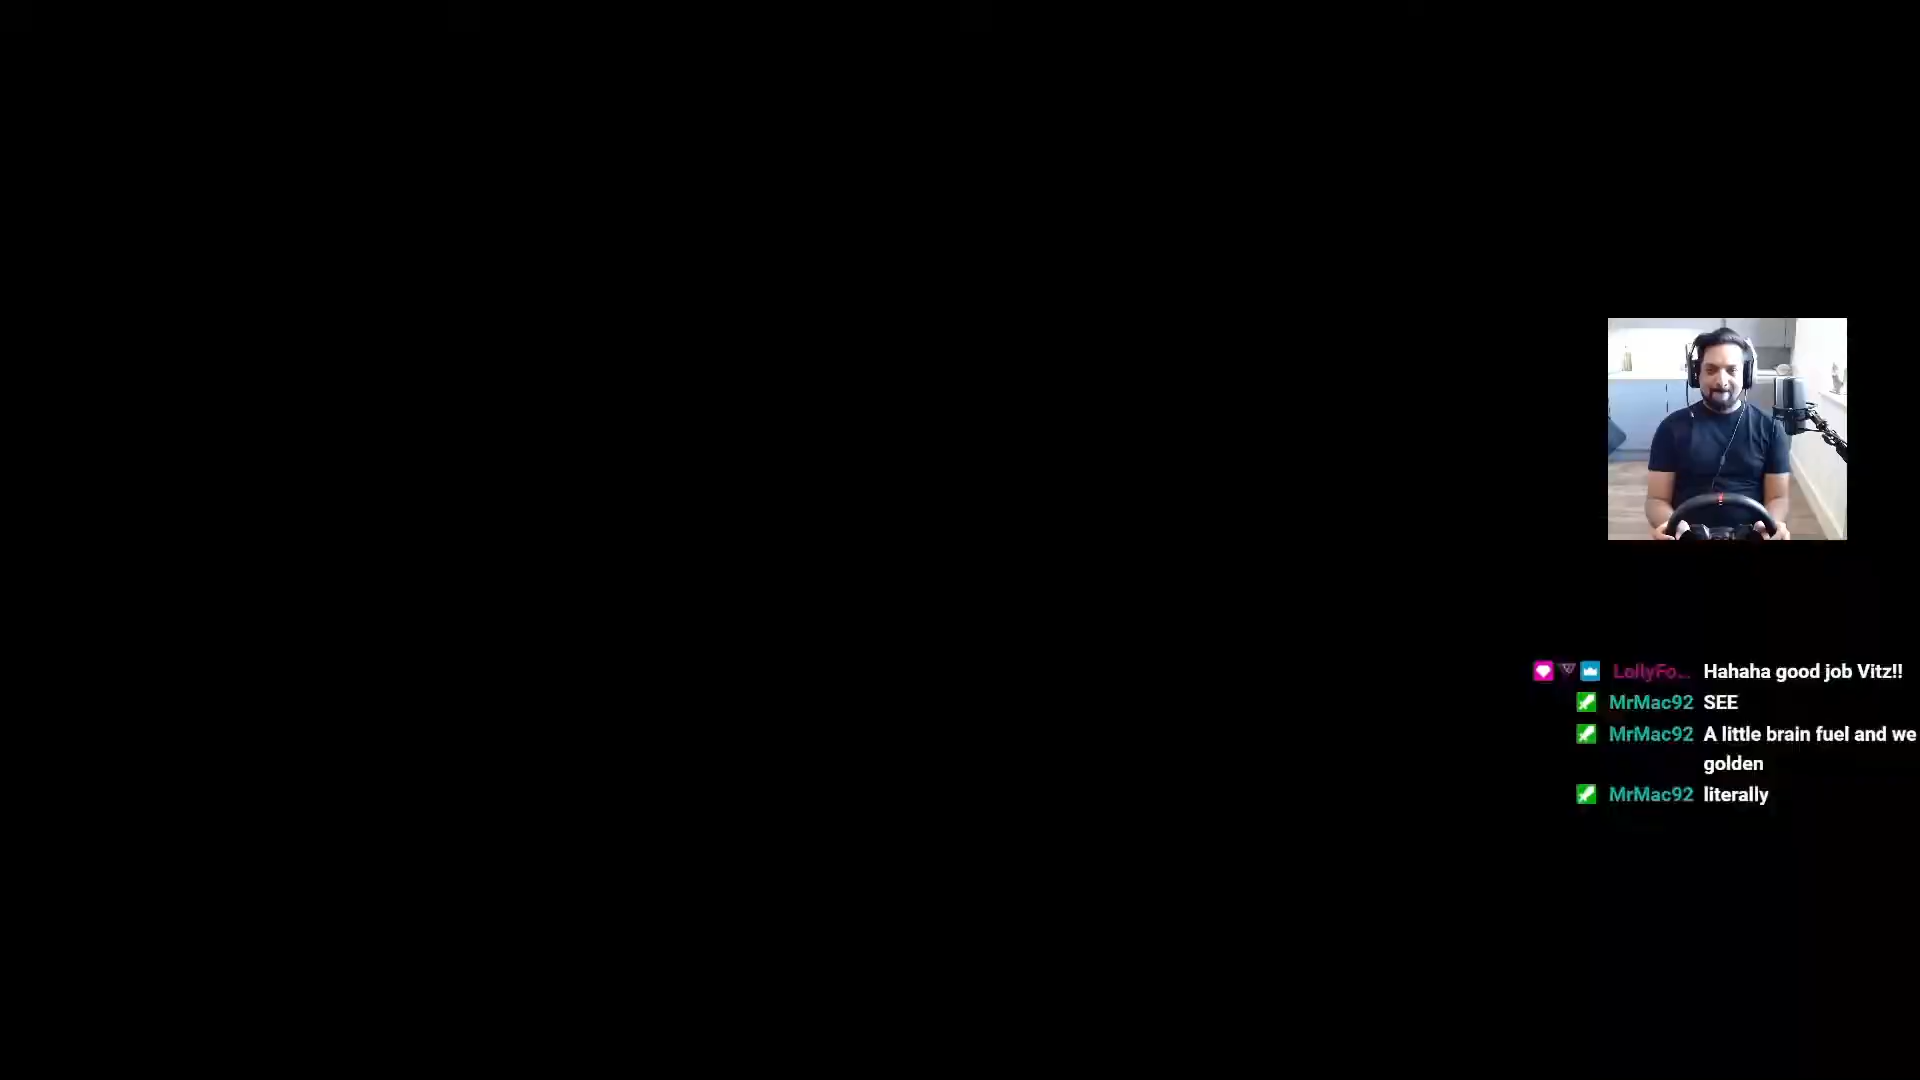 LollyFo... Hahaha good job Vitz!!
MrMac92 SEE
MrMac92 A little brain fuel and we
golden
MrMac92 literally